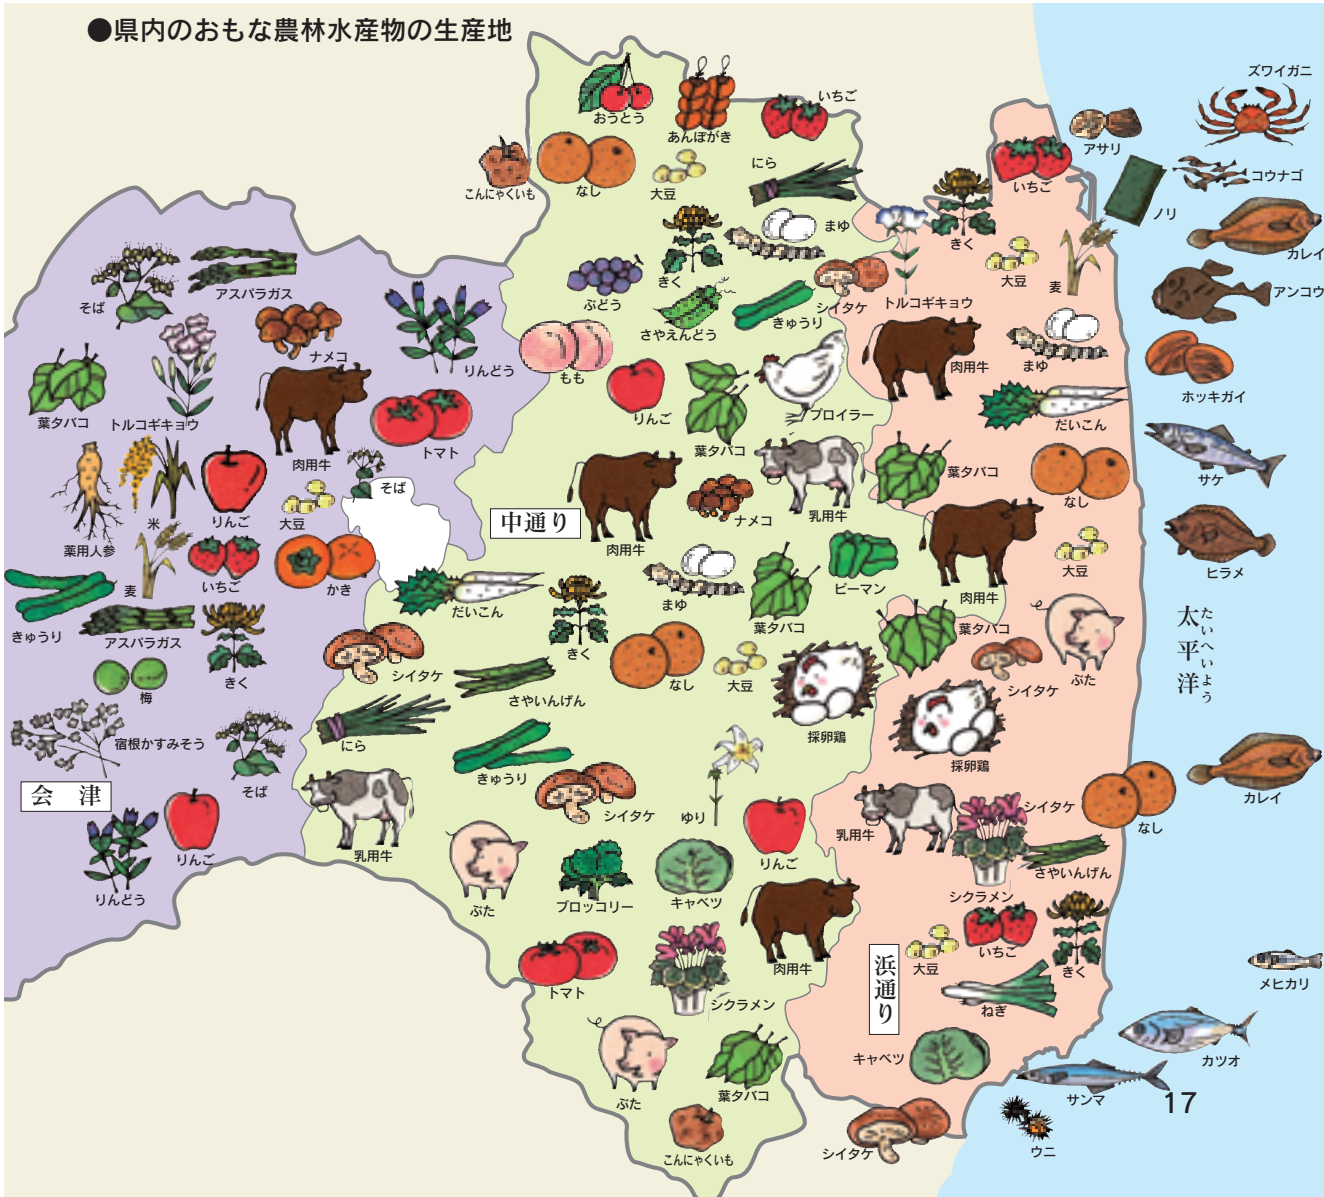 ●県内のおもな農林水産物の生産地
ズワイガニ
おうとう
あんぽがき
いちご
アサリ
こんにゃくいも
なし
大豆
にら
いちご
コウナゴ
ノリ
きく
まゆ
きく
カレイ
そば
アスパラガス
ぶどう
さやえんどう
きゅうり
シイタケ
トルコギキョウ
大豆
麦
アンコウ
ナメコ
りんどう
もも
りんご
ブロイラー
肉用牛
まゆ
ホッキガイ
葉タバコ
トルコギキョウ
肉用牛
トマト
葉タバコ
だいこん
サケ
薬用人参
米
りんご
大豆
そば
中通り
肉用牛
ナメコ
乳用牛
葉タバコ
なし
ヒラメ
麦
いちご
かき
まゆ
葉タバコ
ピーマン
肉用牛
大豆
きゅうり
アスパラガス
きく
だいこん
きく
葉タバコ
太平洋
たいへいよう
梅
シイタケ
さやいんげん
なし
大豆
採卵鶏
シイタケ
ぶた
宿根かすみそう
そば
にら
きゅうり
採卵鶏
カレイ
会津
りんご
りんどう
乳用牛
シイタケ
ゆり
りんご
乳用牛
シイタケ
なし
さやいんげん
ぶた
ブロッコリー
キャベツ
シクラメン
肉用牛
浜通り
大豆
いちご
きく
メヒカリ
トマト
シクラメン
ねぎ
キャベツ
カツオ
ぶた
葉タバコ
サンマ
17
こんにゃくいも
シイタケ
ウニ